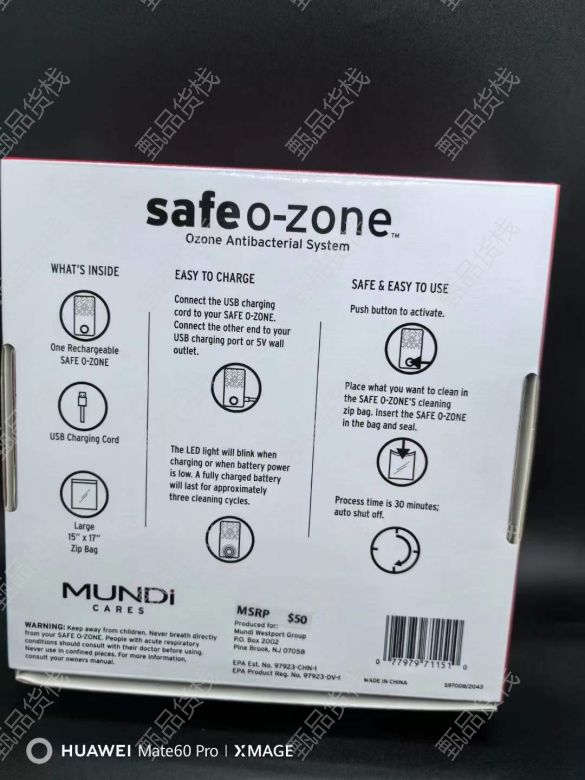 safeo-zone™
Ozone Antibacterial System
WHAT'S INSIDE
One Rechargeable
SAFE O-ZONE
USB Charging Cord
Large
15" x 17"
Zip Bag
EASY TO CHARGE
Connect the USB charging
cord to your SAFE O-ZONE.
Connect the other end to your
USB charging port or 5V wall
outlet.
The LED light will blink when
charging or when battery power
is low. A fully charged battery
will last for approximately
three cleaning cycles.
SAFE & EASY TO USE
Push button to activate.
Place what you want to clean in
the SAFE O-ZONE'S cleaning
zip bag. Insert the SAFE O-ZONE
in the bag and seal.
Process time is 30 minutes;
auto shut off.
MUNDi
CARES
WARNING: Keep away from children. Never breath directly
from your SAFE O-ZONE. People with acute respiratory
conditions should consult with their doctor before using.
Never use in confined places. For more information,
consult your owners manual.
MSRP $50
Produced for:
Mundi Westport Group
P.O. Box 2002
Pine Brook, NJ 07058
EPA Est. No. 97923-CHN-1
EPA Product Reg. No. 97923-DV-1
0 77979 71151 0
MADE IN CHINA
S97008/2043
甄品货栈
HUAWEI Mate60 Pro | XMAGE